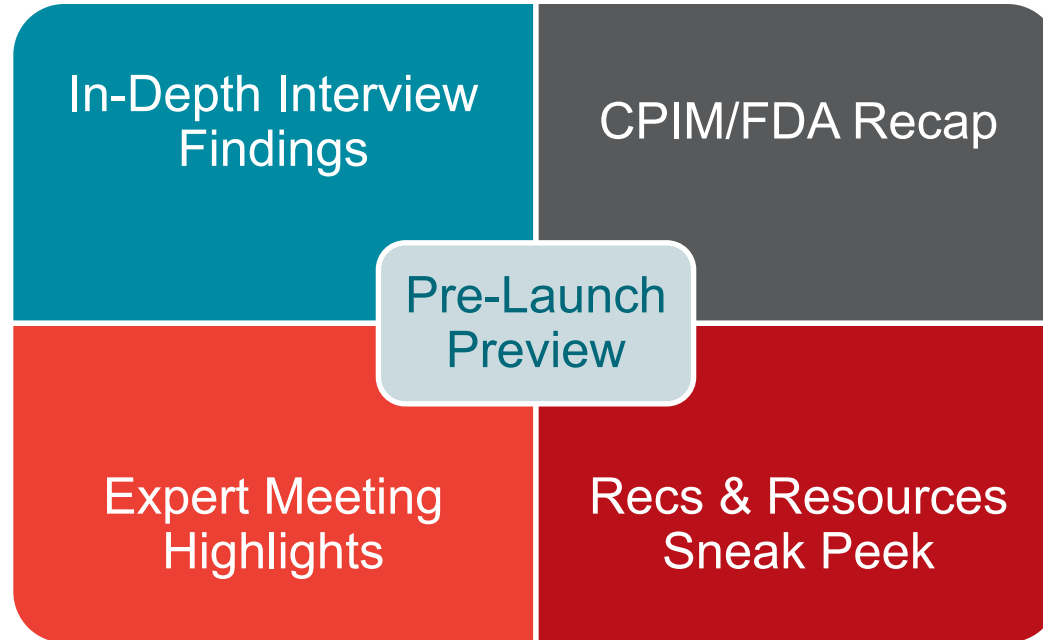 In-Depth Interview
Findings
CPIM/FDA Recap
Pre-Launch
Preview
Expert Meeting
Highlights
Recs & Resources
Sneak Peek